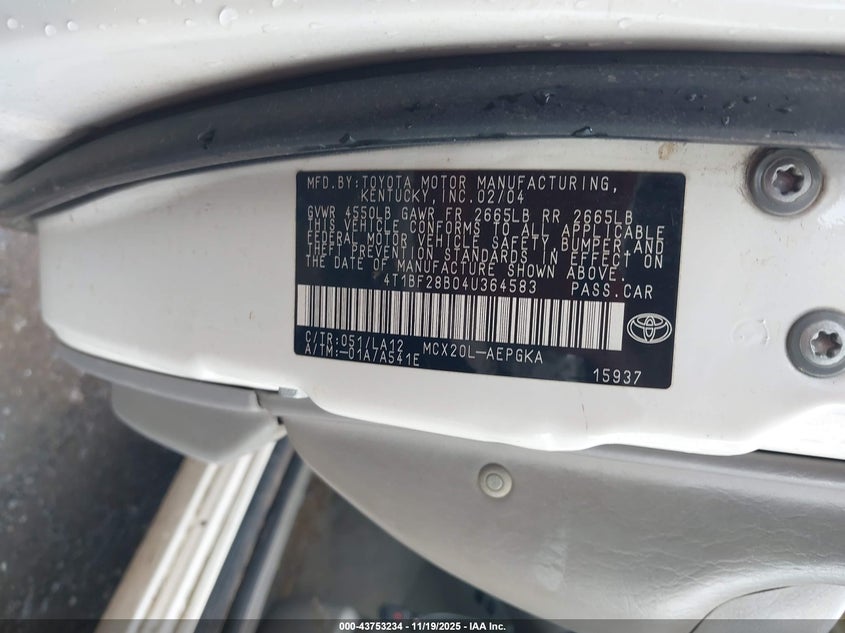 MFD.BY:TOYOTA MOTOR MANUFACTURING,
KENTUCKY, INC.02/04
GVWR 4550LB GAWR FR 2665LB RR 2665LB
THIS VEHICLE CONFORMS TO ALL APPLICABLE
FEDERAL MOTOR VEHICLE SAFETY,BUMPER,AND
THEFT PREVENTION STANDARDS IN EFFECT ON
THE DATE OF MANUFACTURE SHOWN ABOVE.
4T1BF28B04U364583 PASS.CAR
C/TR:051/LA12 MCX20L-AEPGKA
A/TM:-01A/A541E
15937
000-43753234 - 11/19/2025 - IAA Inc.